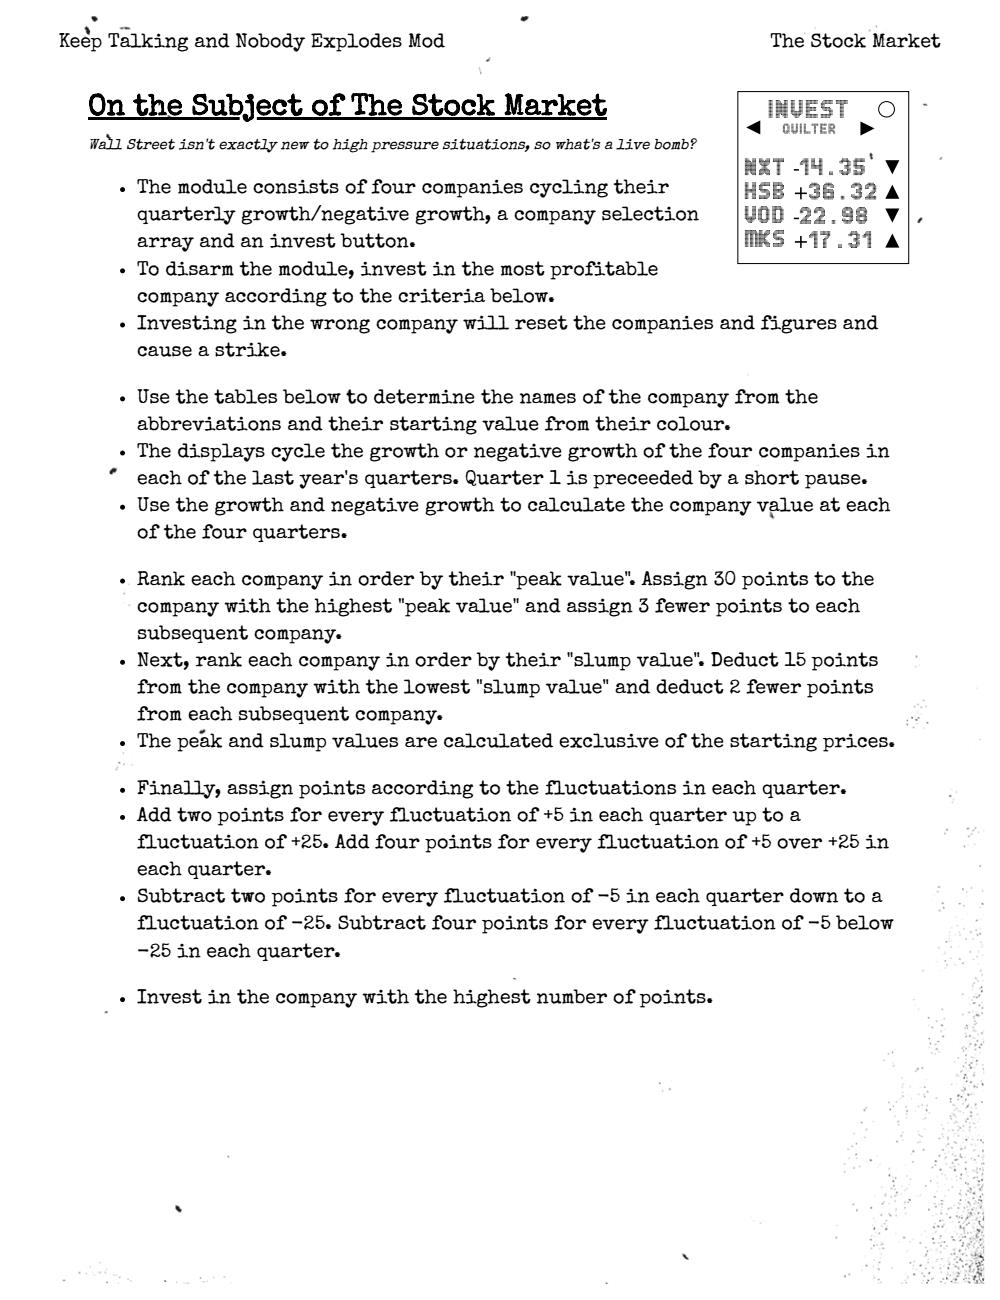 Keep Talking and Nobody Explodes Mod The Stock Market
On the Subject of The Stock Market
Wall Street isn't exactly new to high pressure situations, so what's a live bomb?
INVEST
◀ QUILTER ▶
NXT -14.35 ▼
HSB +36.32 ▲
VOD -22.98 ▼
MKS +17.31 ▲
• The module consists of four companies cycling their
quarterly growth/negative growth, a company selection
array and an invest button.
• To disarm the module, invest in the most profitable
company according to the criteria below.
• Investing in the wrong company will reset the companies and figures and
cause a strike.
• Use the tables below to determine the names of the company from the
abbreviations and their starting value from their colour.
• The displays cycle the growth or negative growth of the four companies in
each of the last year's quarters. Quarter 1 is preceeded by a short pause.
• Use the growth and negative growth to calculate the company value at each
of the four quarters.
• Rank each company in order by their "peak value". Assign 30 points to the
company with the highest "peak value" and assign 3 fewer points to each
subsequent company.
• Next, rank each company in order by their "slump value". Deduct 15 points
from the company with the lowest "slump value" and deduct 2 fewer points
from each subsequent company.
• The peak and slump values are calculated exclusive of the starting prices.
• Finally, assign points according to the fluctuations in each quarter.
• Add two points for every fluctuation of +5 in each quarter up to a
fluctuation of +25. Add four points for every fluctuation of +5 over +25 in
each quarter.
• Subtract two points for every fluctuation of -5 in each quarter down to a
fluctuation of -25. Subtract four points for every fluctuation of -5 below
-25 in each quarter.
• Invest in the company with the highest number of points.